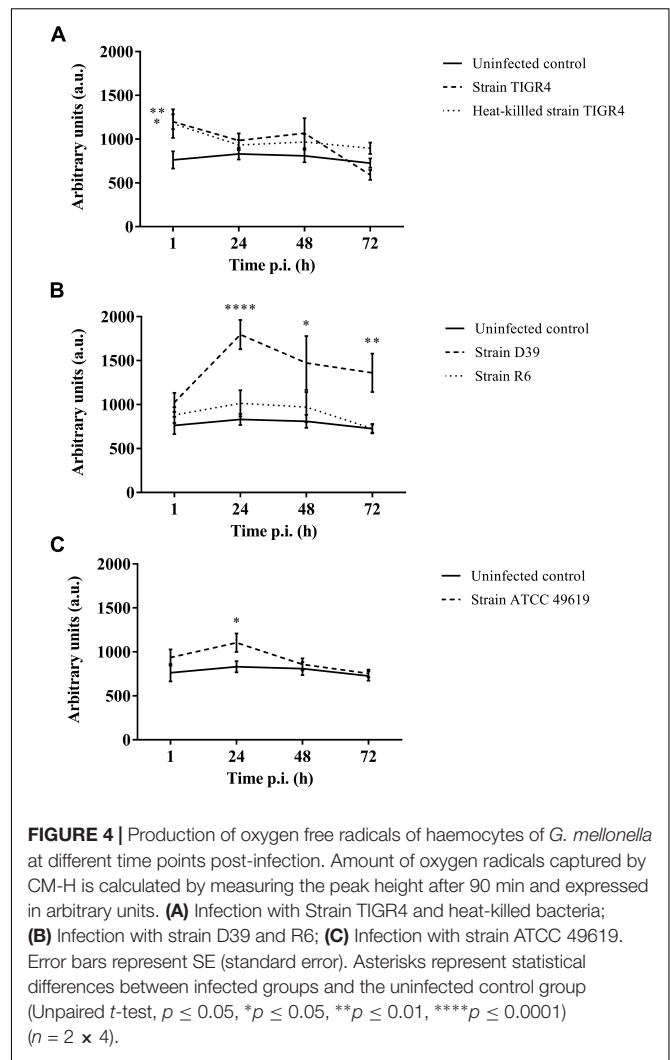 A
Arbitrary units (a.u.)
2000
1500
1000
500
0
**
*
1 24 48 72
Time p.i. (h)
Uninfected control
Strain TIGR4
Heat-killled strain TIGR4
B
Arbitrary units (a.u.)
2000
1500
1000
500
0
**** * **
1 24 48 72
Time p.i. (h)
Uninfected control
Strain D39
Strain R6
C
Arbitrary units (a.u.)
2000
1500
1000
500
0
*
1 24 48 72
Time p.i. (h)
Uninfected control
Strain ATCC 49619
FIGURE 4 | Production of oxygen free radicals of haemocytes of G. mellonella
at different time points post-infection. Amount of oxygen radicals captured by
CM-H is calculated by measuring the peak height after 90 min and expressed
in arbitrary units. (A) Infection with Strain TIGR4 and heat-killed bacteria;
(B) Infection with strain D39 and R6; (C) Infection with strain ATCC 49619.
Error bars represent SE (standard error). Asterisks represent statistical
differences between infected groups and the uninfected control group
(Unpaired t-test, p ≤ 0.05, *p ≤ 0.05, **p ≤ 0.01, ****p ≤ 0.0001)
(n = 2 x 4).